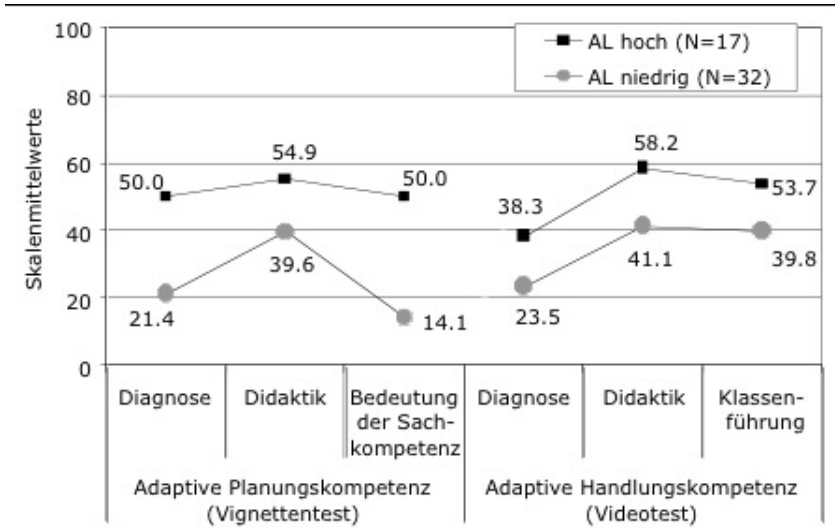 100
80
60
40
20
0
Skalenmittelwerte
AL hoch (N=17)
AL niedrig (N=32)
50.0
54.9
50.0
38.3
58.2
53.7
21.4
39.6
14.1
23.5
41.1
39.8
Diagnose
Didaktik
Bedeutung
der Sach-
kompetenz
Diagnose
Didaktik
Klassen-
führung
Adaptive Planungskompetenz
(Vignettentest)
Adaptive Handlungskompetenz
(Videotest)